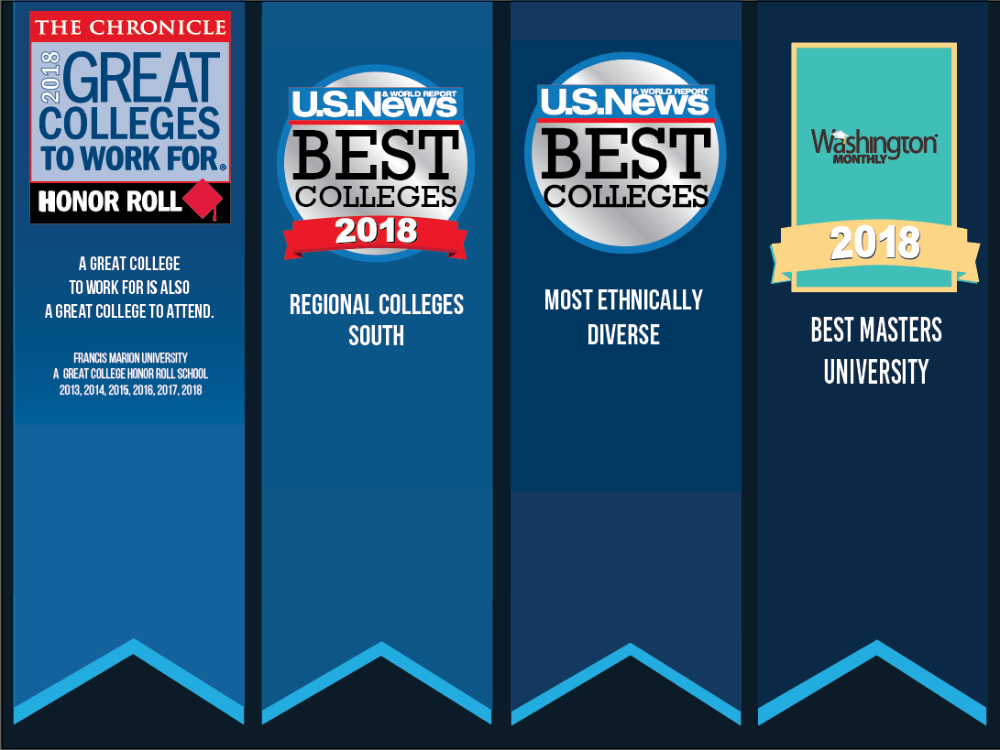 THE CHRONICLE
2018
GREAT
COLLEGES
TO WORK FOR®
HONOR ROLL
A GREAT COLLEGE
TO WORK FOR IS ALSO
A GREAT COLLEGE TO ATTEND.
FRANCIS MARION UNIVERSITY
A GREAT COLLEGE HONOR ROLL SCHOOL
2013, 2014, 2015, 2016, 2017, 2018
U.S.News & WORLD REPORT
BEST
COLLEGES
2018
REGIONAL COLLEGES
SOUTH
U.S.News & WORLD REPORT
BEST
COLLEGES
MOST ETHNICALLY
DIVERSE
Washington
MONTHLY
2018
BEST MASTERS
UNIVERSITY